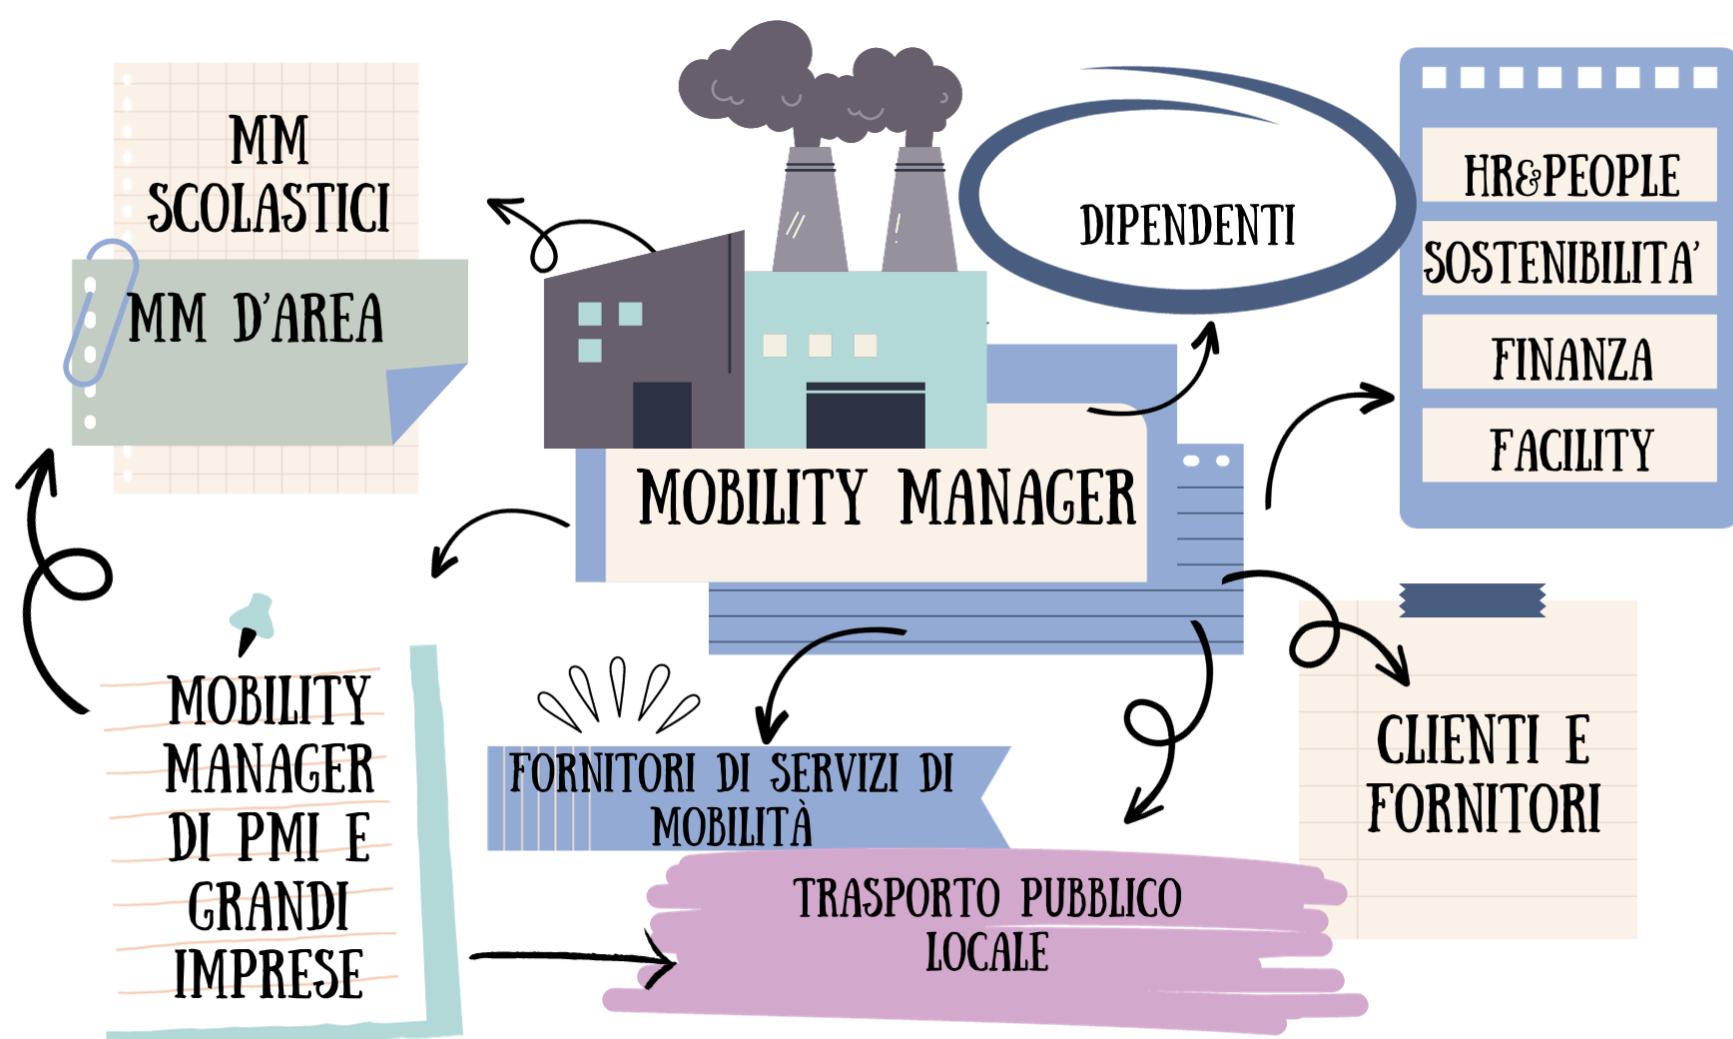 MM
SCOLASTICI
MM D'AREA
DIPENDENTI
HR&PEOPLE
SOSTENIBILITA'
FINANZA
FACILITY
MOBILITY MANAGER
MOBILITY
MANAGER
DI PMI E
GRANDI
IMPRESE
FORNITORI DI SERVIZI DI
MOBILITÀ
TRASPORTO PUBBLICO
LOCALE
CLIENTI E
FORNITORI